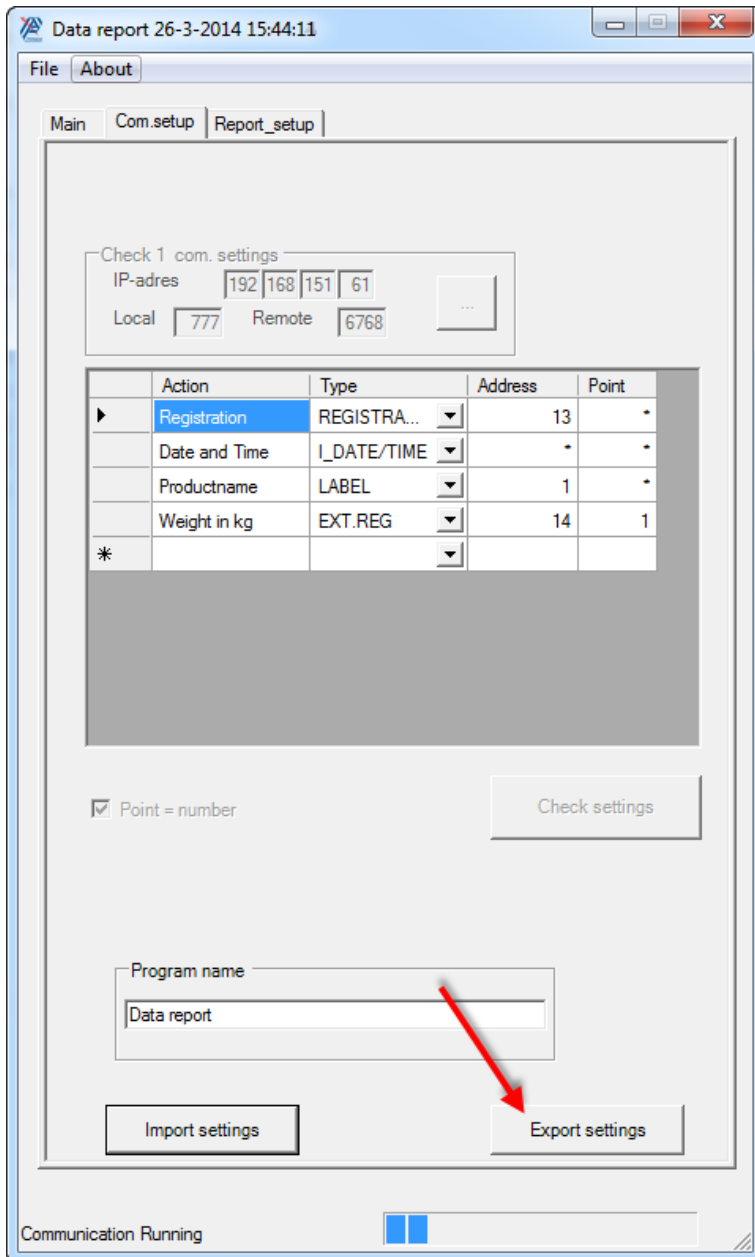 Data report 26-3-2014 15:44:11
File About
Main Com.setup Report_setup
Check 1 com. settings
IP-adres 192 168 151 61
...
Local 777 Remote 6768
Action Type Address Point
Registration REGISTRA... 13 *
Date and Time I_DATE/TIME * *
Productname LABEL 1 *
Weight in kg EXT.REG 14 1
*
Point = number
Check settings
Program name
Data report
Import settings Export settings
Communication Running